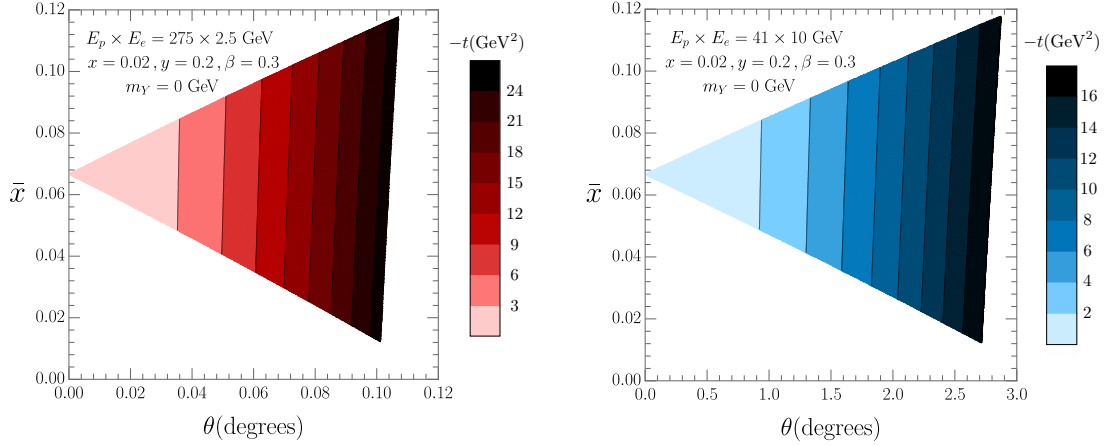 E_p × E_e = 275 × 2.5 GeV
x = 0.02 , y = 0.2 , β = 0.3
m_Y = 0 GeV
−t(GeV²)
24
21
18
15
12
9
6
3
x̄
0.12
0.10
0.08
0.06
0.04
0.02
0.00
0.00 0.02 0.04 0.06 0.08 0.10 0.12
θ(degrees)
E_p × E_e = 41 × 10 GeV
x = 0.02 , y = 0.2 , β = 0.3
m_Y = 0 GeV
−t(GeV²)
16
14
12
10
8
6
4
2
x̄
0.12
0.10
0.08
0.06
0.04
0.02
0.00
0.0 0.5 1.0 1.5 2.0 2.5 3.0
θ(degrees)